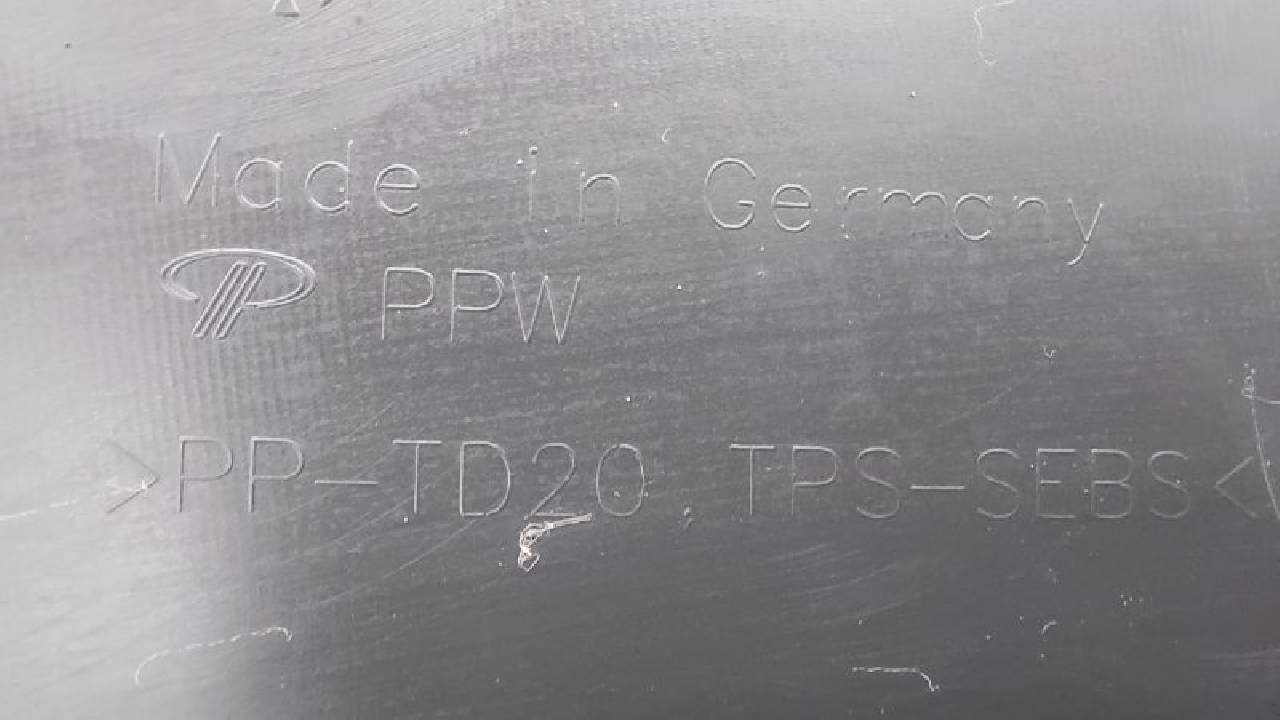 Made in Germany
PPW
>PP-TD20 TPS-SEBS<